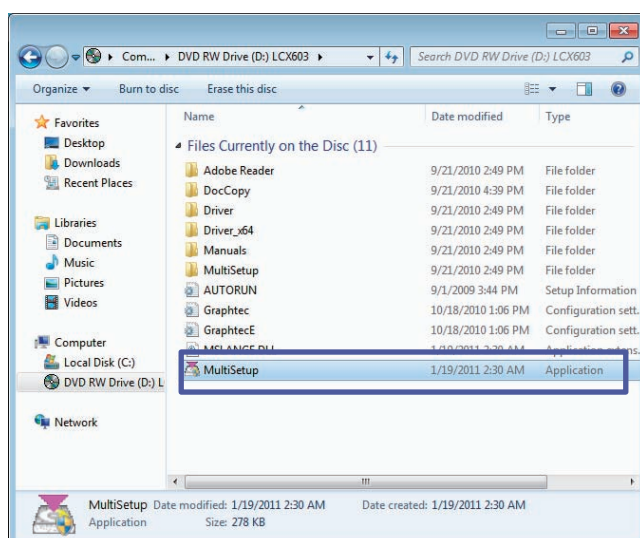 Com... ▸ DVD RW Drive (D:) LCX603 ▸ Search DVD RW Drive (D:) LCX603
Organize Burn to disc Erase this disc
Favorites
Desktop
Downloads
Recent Places
Libraries
Documents
Music
Pictures
Videos
Computer
Local Disk (C:)
DVD RW Drive (D:) L
Network
Name Date modified Type
Files Currently on the Disc (11)
Adobe Reader 9/21/2010 2:49 PM File folder
DocCopy 9/21/2010 4:39 PM File folder
Driver 9/21/2010 2:49 PM File folder
Driver_x64 9/21/2010 2:49 PM File folder
Manuals 9/21/2010 2:49 PM File folder
MultiSetup 9/21/2010 2:49 PM File folder
AUTORUN 9/1/2009 3:44 PM Setup Information
Graphtec 10/18/2010 1:06 PM Configuration sett.
GraphtecE 10/18/2010 1:06 PM Configuration sett.
1/19/2011 2:30 AM Application extens.
MultiSetup 1/19/2011 2:30 AM Application
MultiSetup Date modified: 1/19/2011 2:30 AM Date created: 1/19/2011 2:30 AM
Application Size: 278 KB